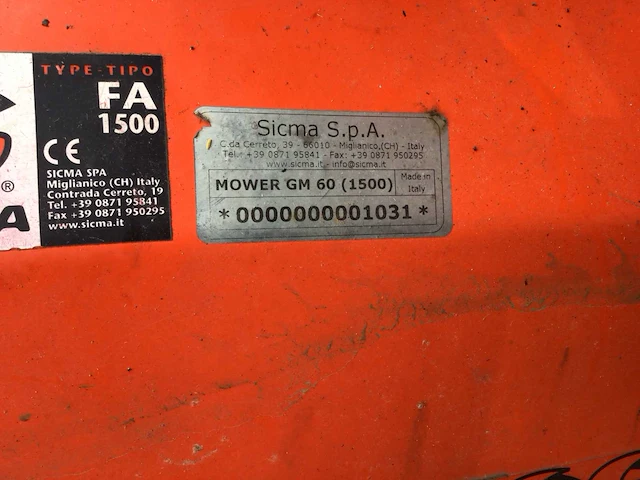 TYPE-TIPO
FA
1500
CE
SICMA SPA
Miglianico (CH) Italy
Contrada Cerreto, 19
Tel. +39 0871 95841
Fax +39 0871 950295
www.sicma.it
®
A
Sicma S.p.A.
C.da Cerreto, 39 - 66010 - Miglianico,(CH) - Italy
Tel.: +39 0871 95841 - Fax: +39 0871 950295
www.sicma.it - info@sicma.it
MOWER GM 60 (1500)
Made in
Italy
*0000000001031*